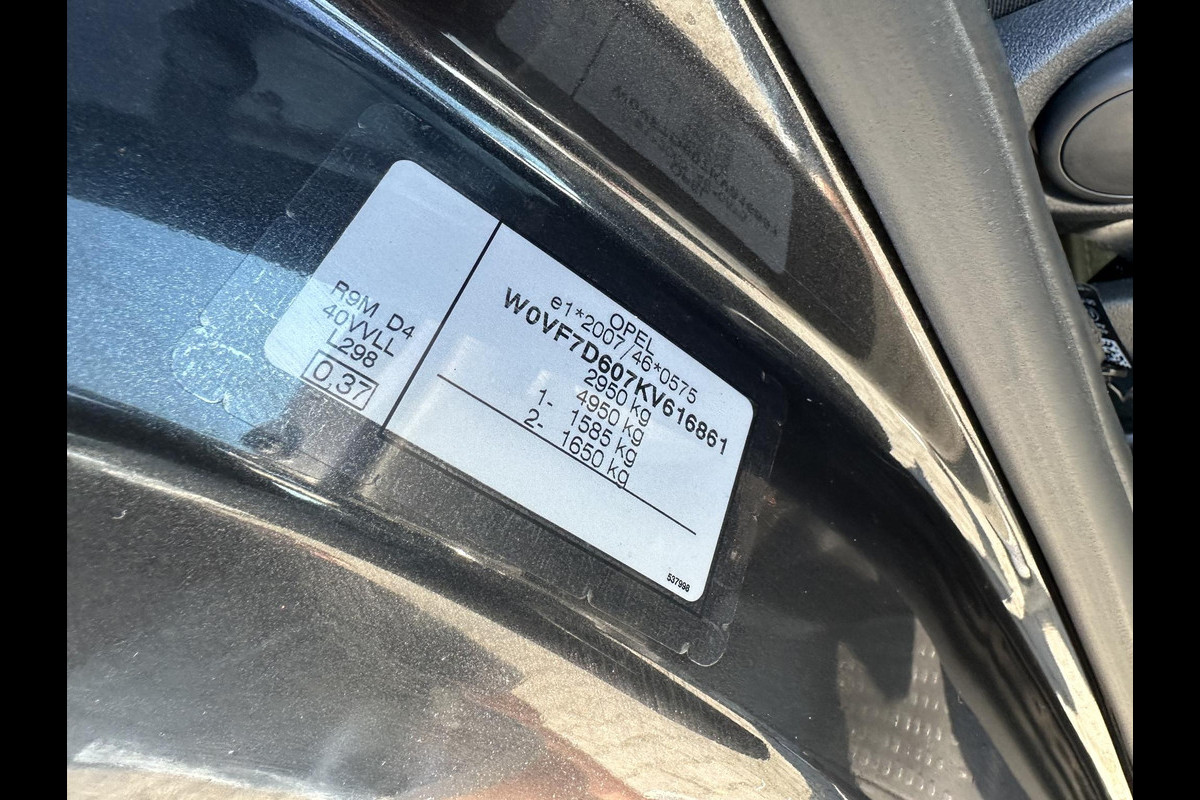 R9M D4
40VVLL
L298
0.37
OPEL
e1*2007/46*0575
W0VF7D607KV616861
2950 kg
4950 kg
1- 1585 kg
2- 1650 kg
537998